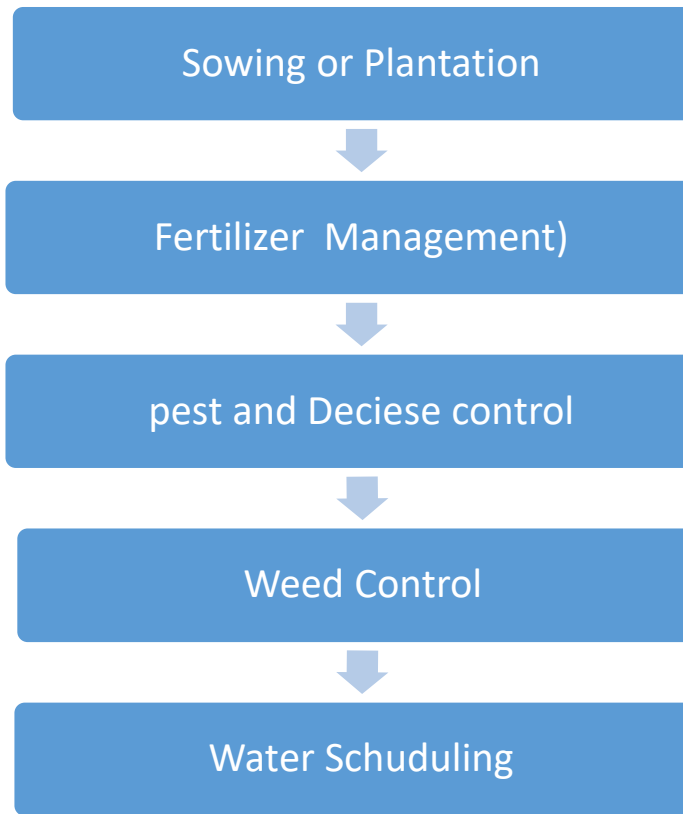 Sowing or Plantation
Fertilizer  Management)
pest and Deciese control
Weed Control
Water Schuduling